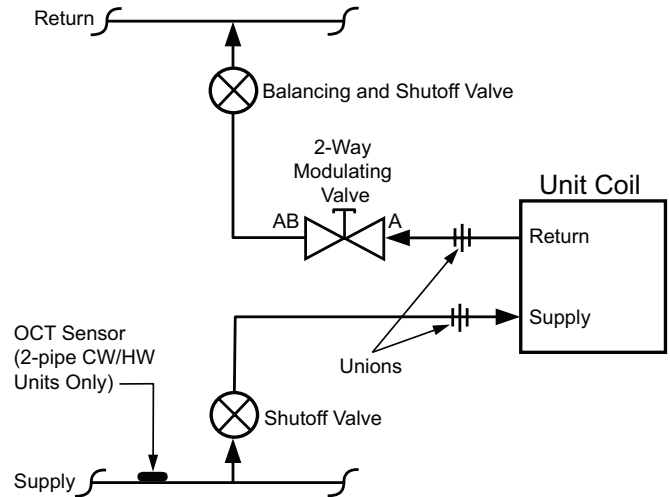 Return
Balancing and Shutoff Valve
2-Way
Modulating
Valve
Unit Coil
AB
A
Return
Supply
OCT Sensor
(2-pipe CW/HW
Units Only)
Unions
Shutoff Valve
Supply